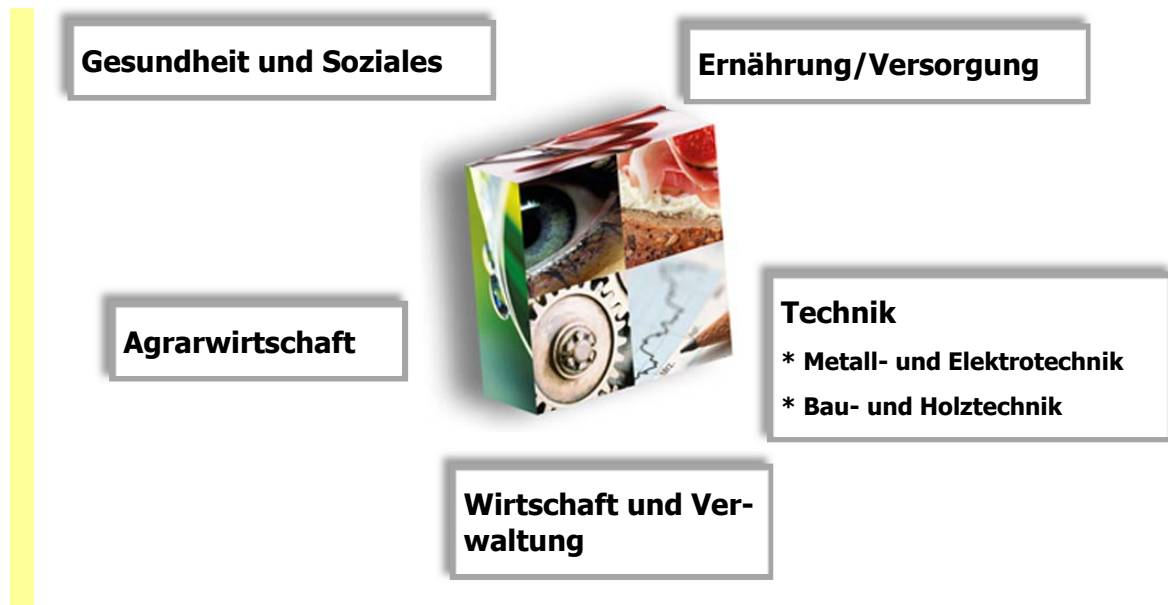 Gesundheit und Soziales
Ernährung/Versorgung
Agrarwirtschaft
Technik
* Metall- und Elektrotechnik
* Bau- und Holztechnik
Wirtschaft und Ver-
waltung